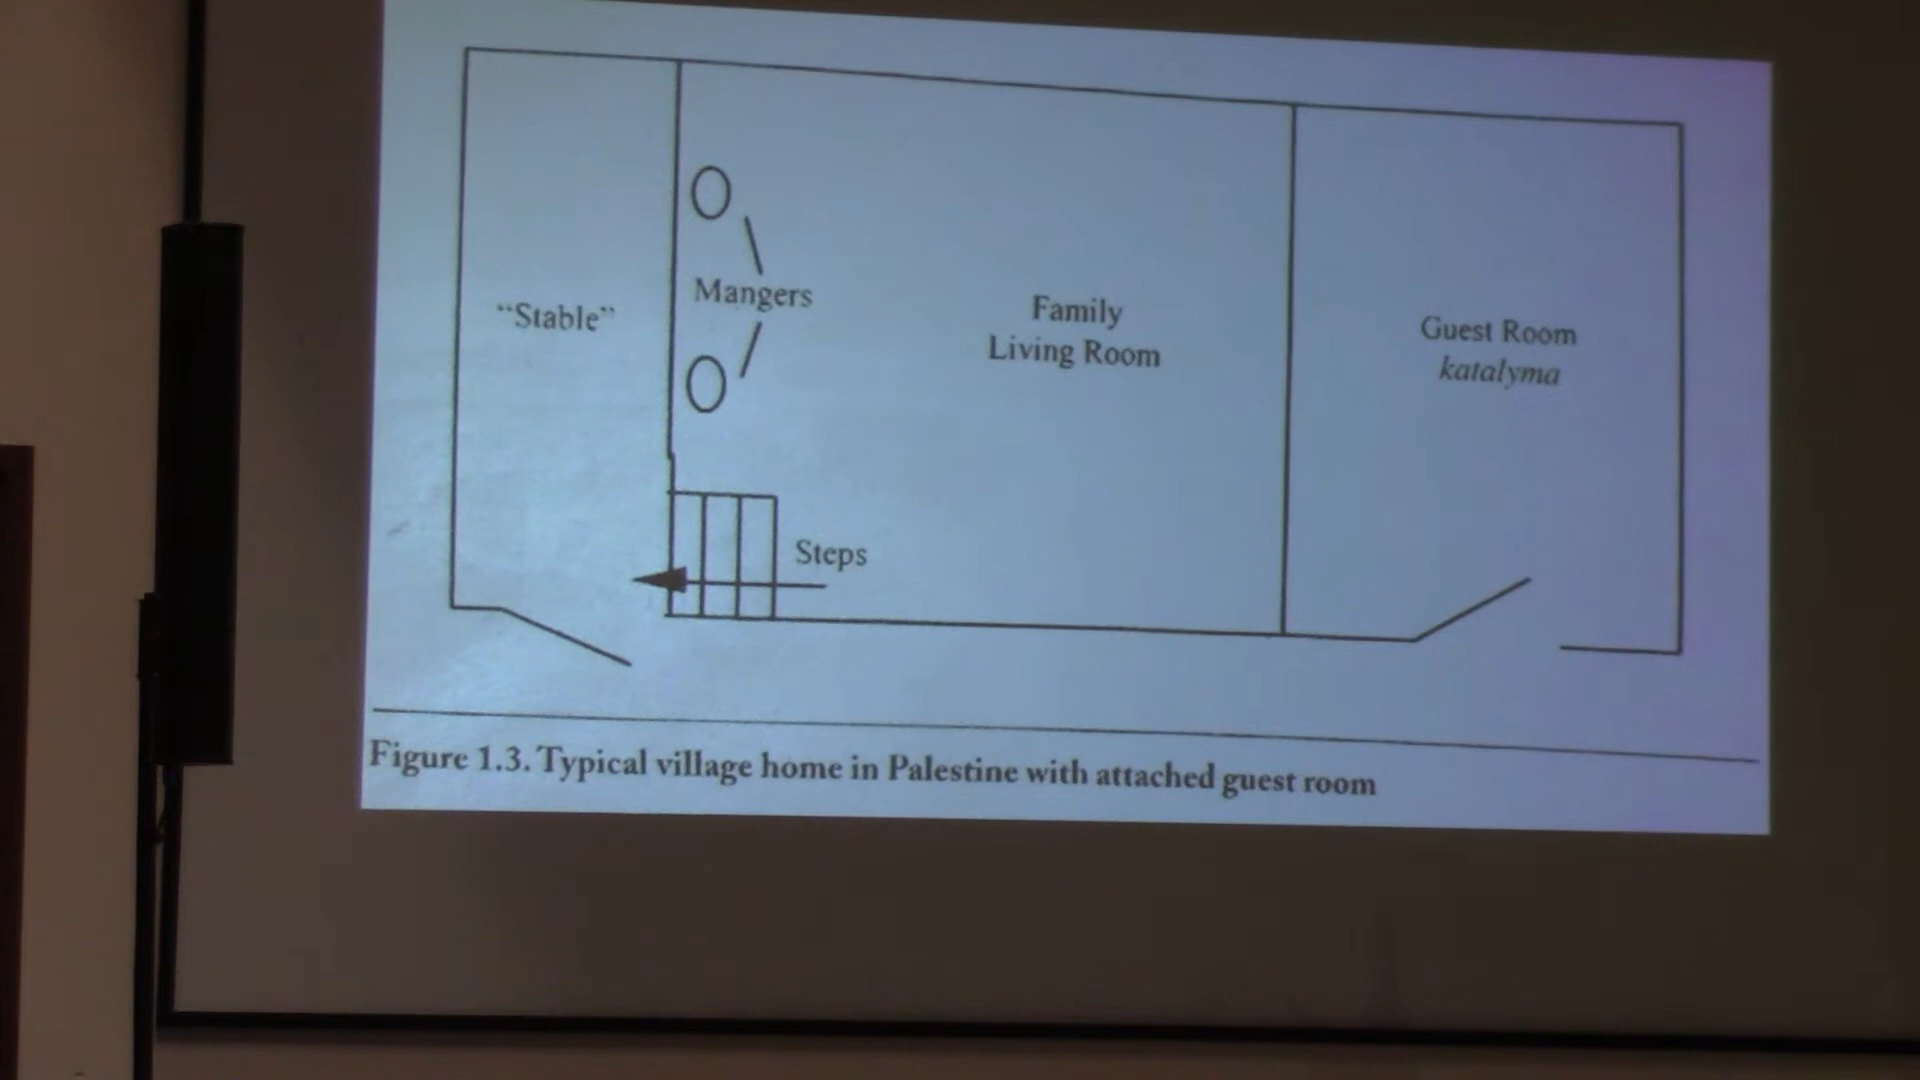 "Stable"
Mangers
Family
Living Room
Guest Room
katalyma
Steps
Figure 1.3. Typical village home in Palestine with attached guest room